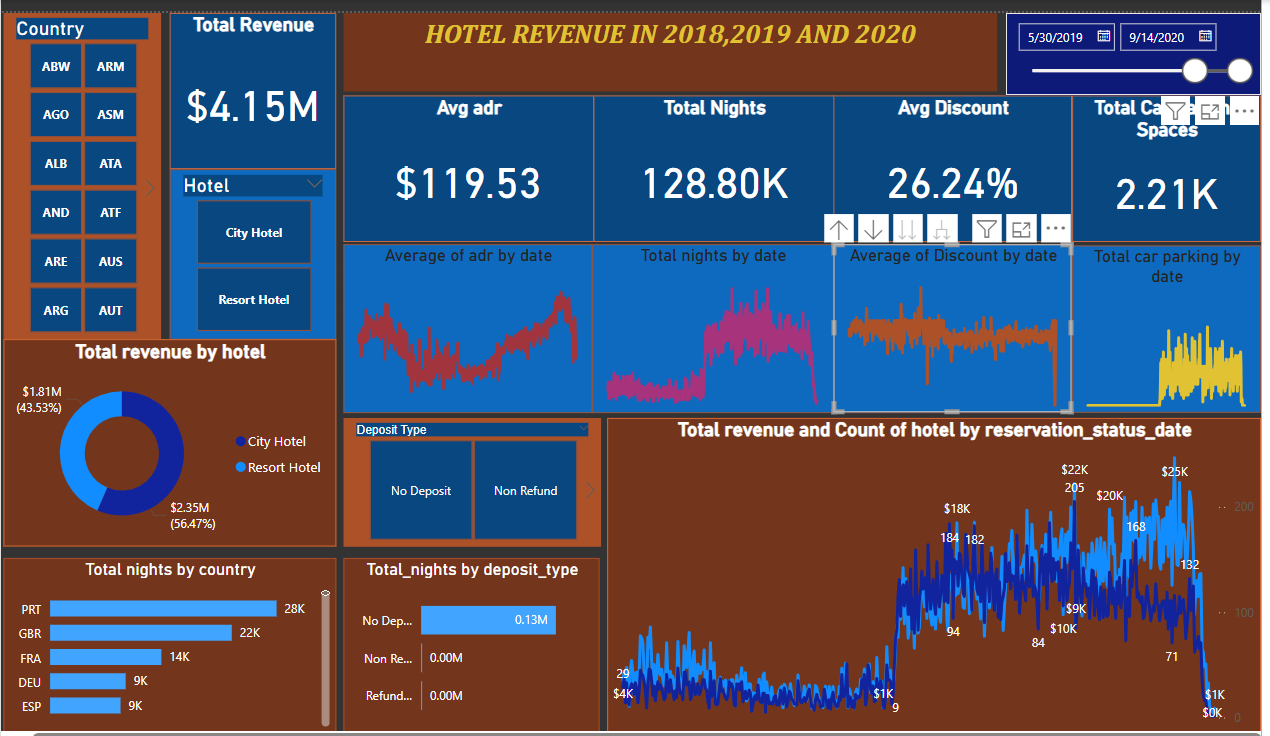 Country
ABW ARM
AGO ASM
ALB ATA
AND ATF
ARE AUS
ARG AUT
Total Revenue
$4.15M
Hotel
City Hotel
Resort Hotel
HOTEL REVENUE IN 2018,2019 AND 2020
5/30/2019 9/14/2020
Avg adr
$119.53
Total Nights
128.80K
Avg Discount
26.24%
Total Ca
Spaces
2.21K
Average of adr by date
Total nights by date
Average of Discount by date
Total car parking by
date
Total revenue by hotel
$1.81M
(43.53%)
City Hotel
Resort Hotel
$2.35M
(56.47%)
Deposit Type
No Deposit Non Refund
Total revenue and Count of hotel by reservation_status_date
$22K
205
$25K
$20K
$18K
184 182
168
132
94
$9K
$10K
84
71
29
$4K
$1K
9
$1K
$0K
200
100
0
Total nights by country
PRT 28K
GBR 22K
FRA 14K
DEU 9K
ESP 9K
Total_nights by deposit_type
No Dep... 0.13M
Non Re... 0.00M
Refund... 0.00M